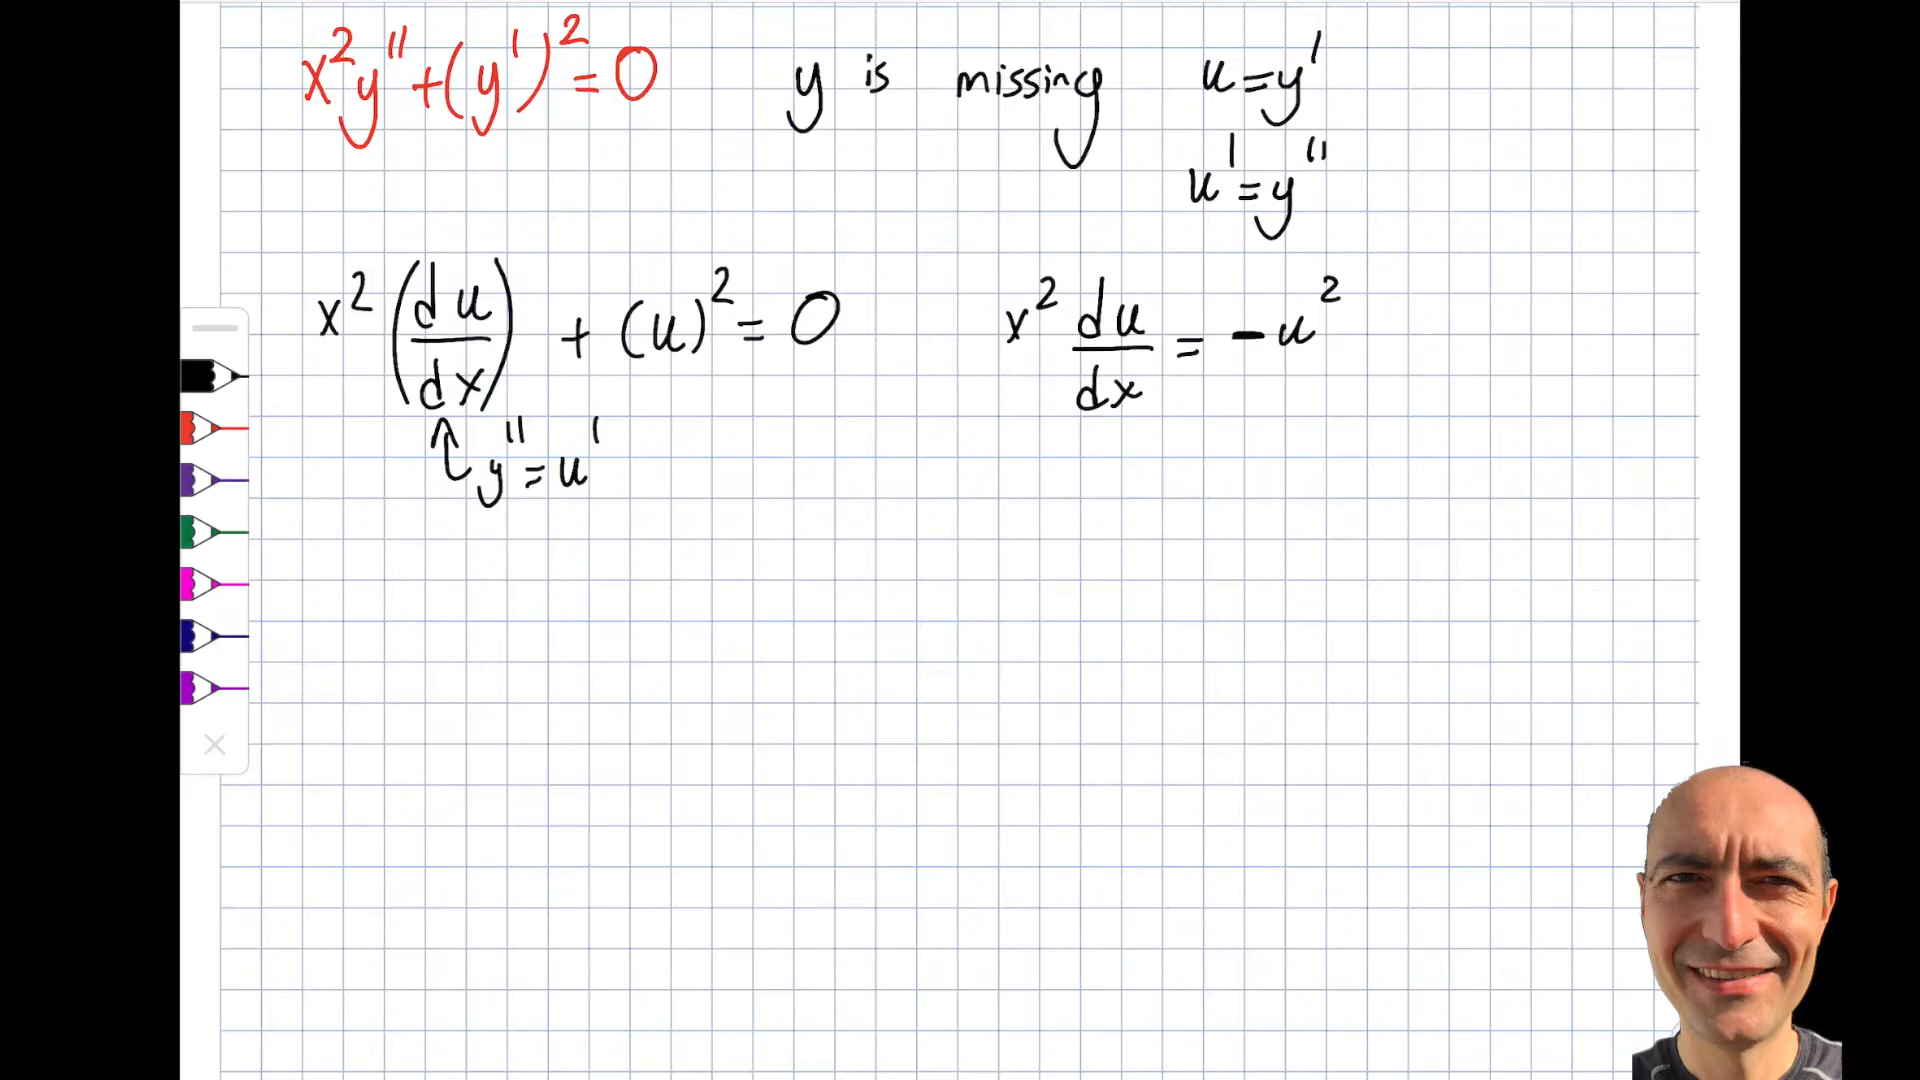 x²y''+(y')²=0 y is missing u=y'
u'=y''
x²(du/dx) + (u)²=0 x² du/dx = -u²
y''=u'